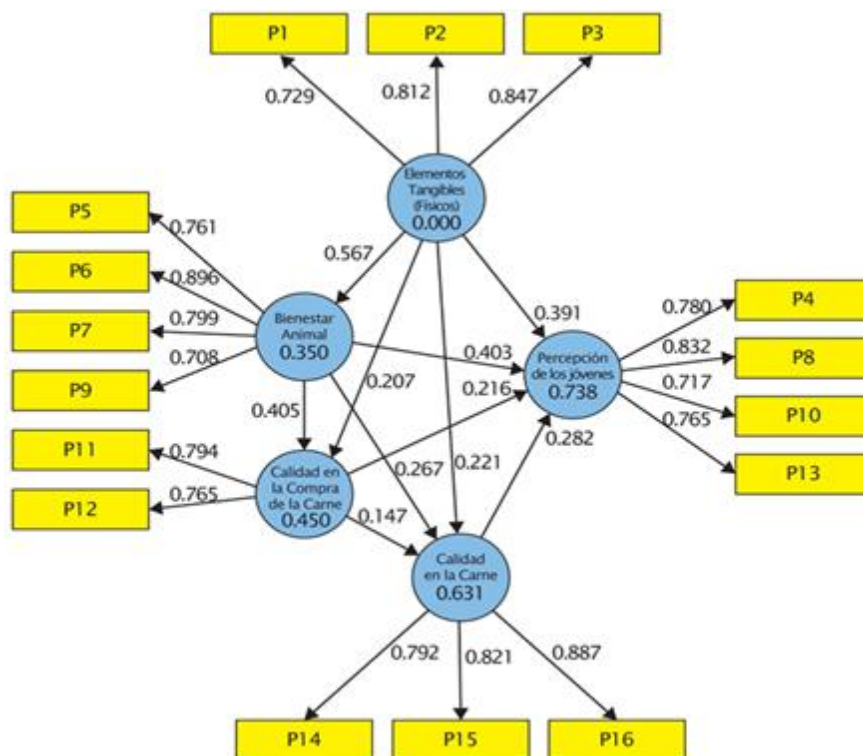 P1
P2
P3
0.729
0.812
0.847
Elementos
Tangibles
(Físicos)
0.000
P5
P6
P7
P9
P11
P12
0.761
0.896
0.799
0.708
0.794
0.765
0.567
0.391
Bienestar
Animal
0.350
0.403
0.207
0.216
0.405
0.267
0.221
0.282
Percepción
de los jóvenes
0.738
0.780
0.832
0.717
0.765
P4
P8
P10
P13
Calidad en
la Compra
de la Carne
0.450
0.147
Calidad
en la Carne
0.631
0.792
0.821
0.887
P14
P15
P16